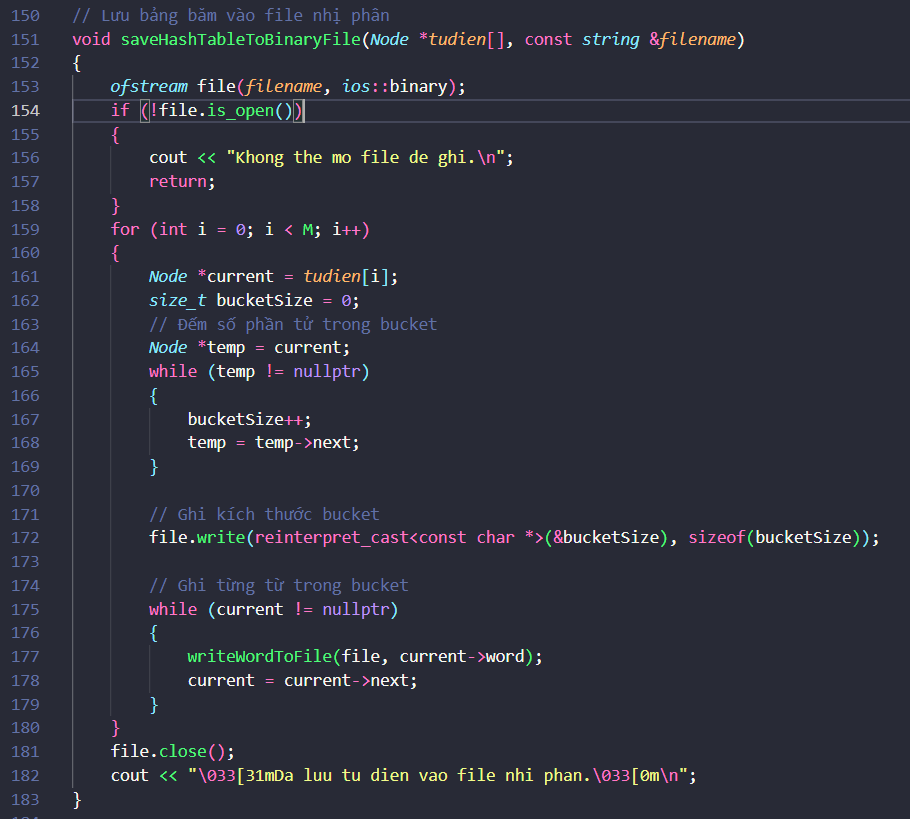 150 // Lưu bảng băm vào file nhị phân
151 void saveHashTableToBinaryFile(Node *tudien[], const string &filename)
152 {
153     ofstream file(filename, ios::binary);
154     if (!file.is_open())
155     {
156         cout << "Khong the mo file de ghi.\n";
157         return;
158     }
159     for (int i = 0; i < M; i++)
160     {
161         Node *current = tudien[i];
162         size_t bucketSize = 0;
163         // Đếm số phần tử trong bucket
164         Node *temp = current;
165         while (temp != nullptr)
166         {
167             bucketSize++;
168             temp = temp->next;
169         }
170
171         // Ghi kích thước bucket
172         file.write(reinterpret_cast<const char *>(&bucketSize), sizeof(bucketSize));
173
174         // Ghi từng từ trong bucket
175         while (current != nullptr)
176         {
177             writeWordToFile(file, current->word);
178             current = current->next;
179         }
180     }
181     file.close();
182     cout << "\033[31mDa luu tu dien vao file nhi phan.\033[0m\n";
183 }